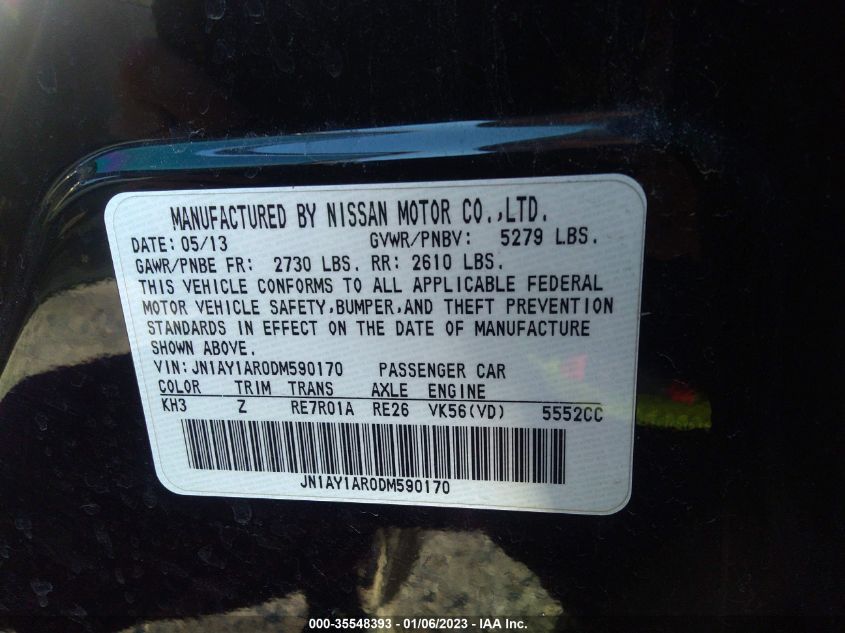 MANUFACTURED BY NISSAN MOTOR CO.,LTD.
DATE: 05/13 GVWR/PNBV: 5279 LBS.
GAWR/PNBE FR: 2730 LBS. RR: 2610 LBS.
THIS VEHICLE CONFORMS TO ALL APPLICABLE FEDERAL
MOTOR VEHICLE SAFETY,BUMPER,AND THEFT PREVENTION
STANDARDS IN EFFECT ON THE DATE OF MANUFACTURE
SHOWN ABOVE.
VIN:JN1AY1AR0DM590170 PASSENGER CAR
COLOR TRIM TRANS AXLE ENGINE
KH3 Z RE7R01A RE26 VK56(VD) 5552CC
JN1AY1AR0DM590170
000-35548393 - 01/06/2023 - IAA Inc.